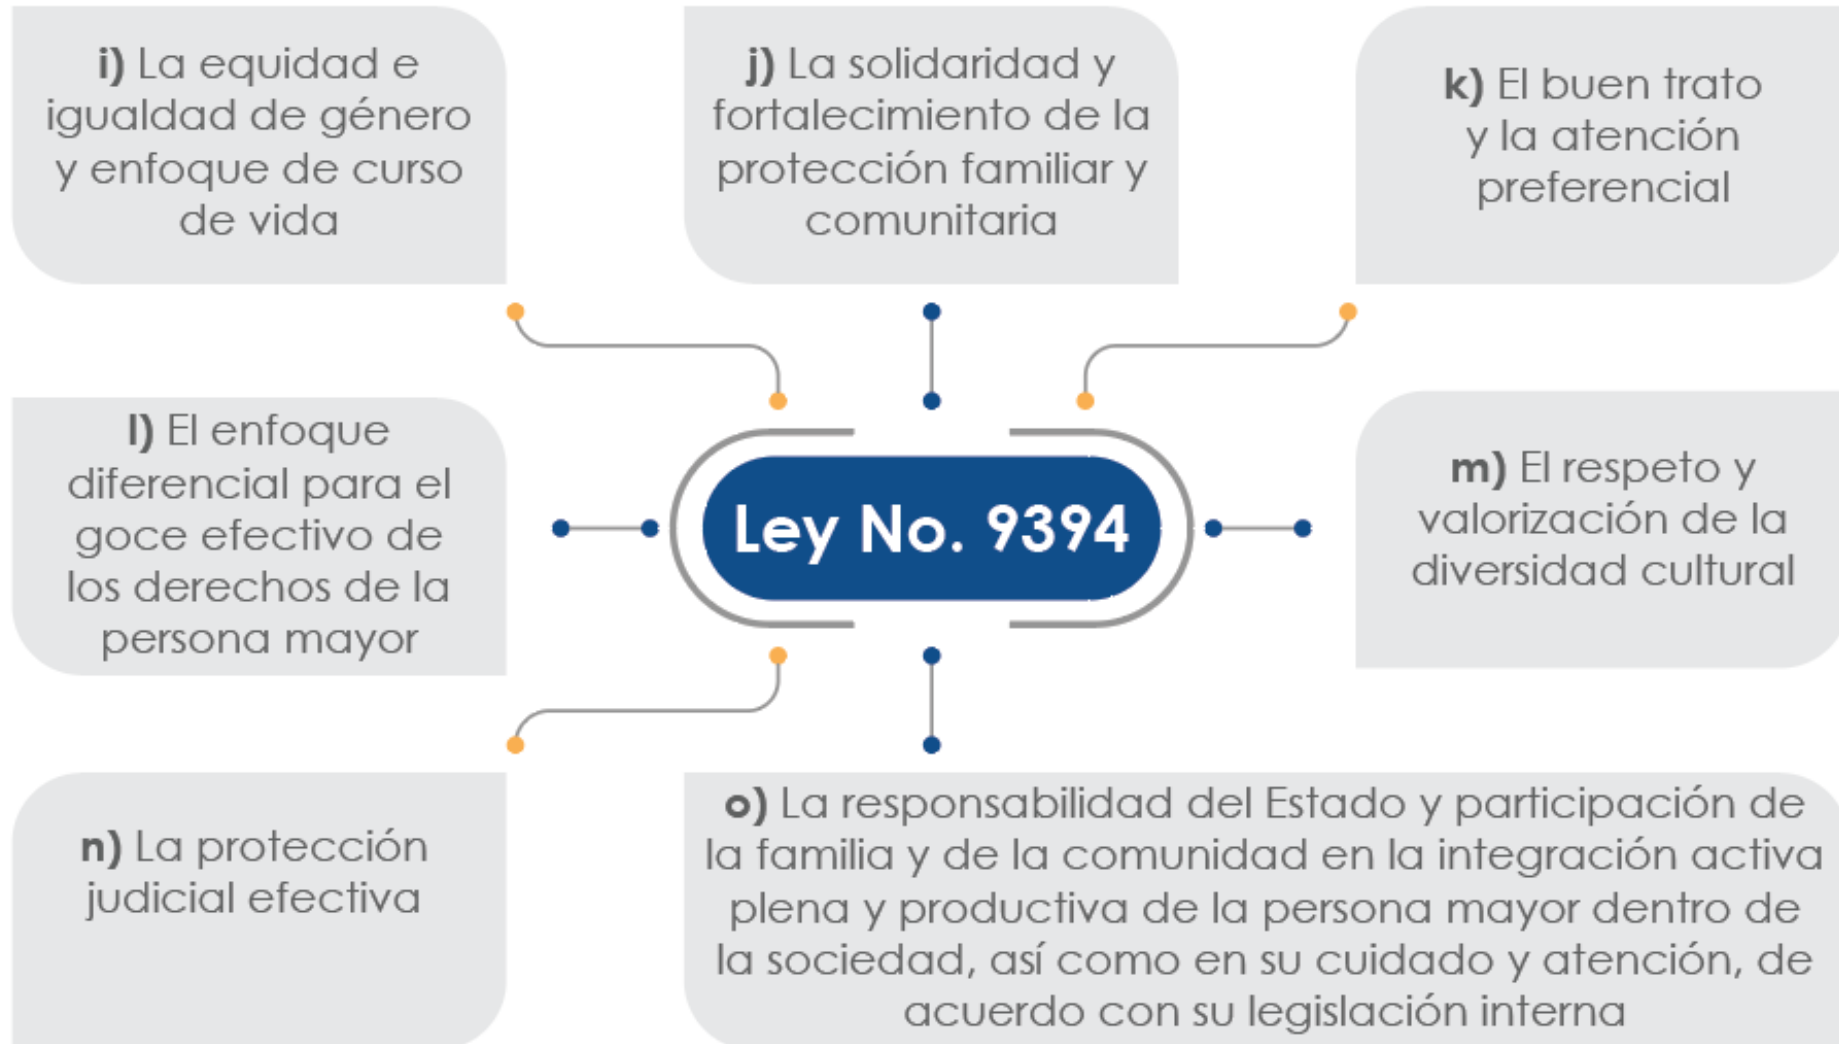 i) La equidad e
igualdad de género
y enfoque de curso
de vida
j) La solidaridad y
fortalecimiento de la
protección familiar y
comunitaria
k) El buen trato
y la atención
preferencial
l) El enfoque
diferencial para el
goce efectivo de
los derechos de la
persona mayor
Ley No. 9394
m) El respeto y
valorización de la
diversidad cultural
n) La protección
judicial efectiva
o) La responsabilidad del Estado y participación de
la familia y de la comunidad en la integración activa
plena y productiva de la persona mayor dentro de
la sociedad, así como en su cuidado y atención, de
acuerdo con su legislación interna